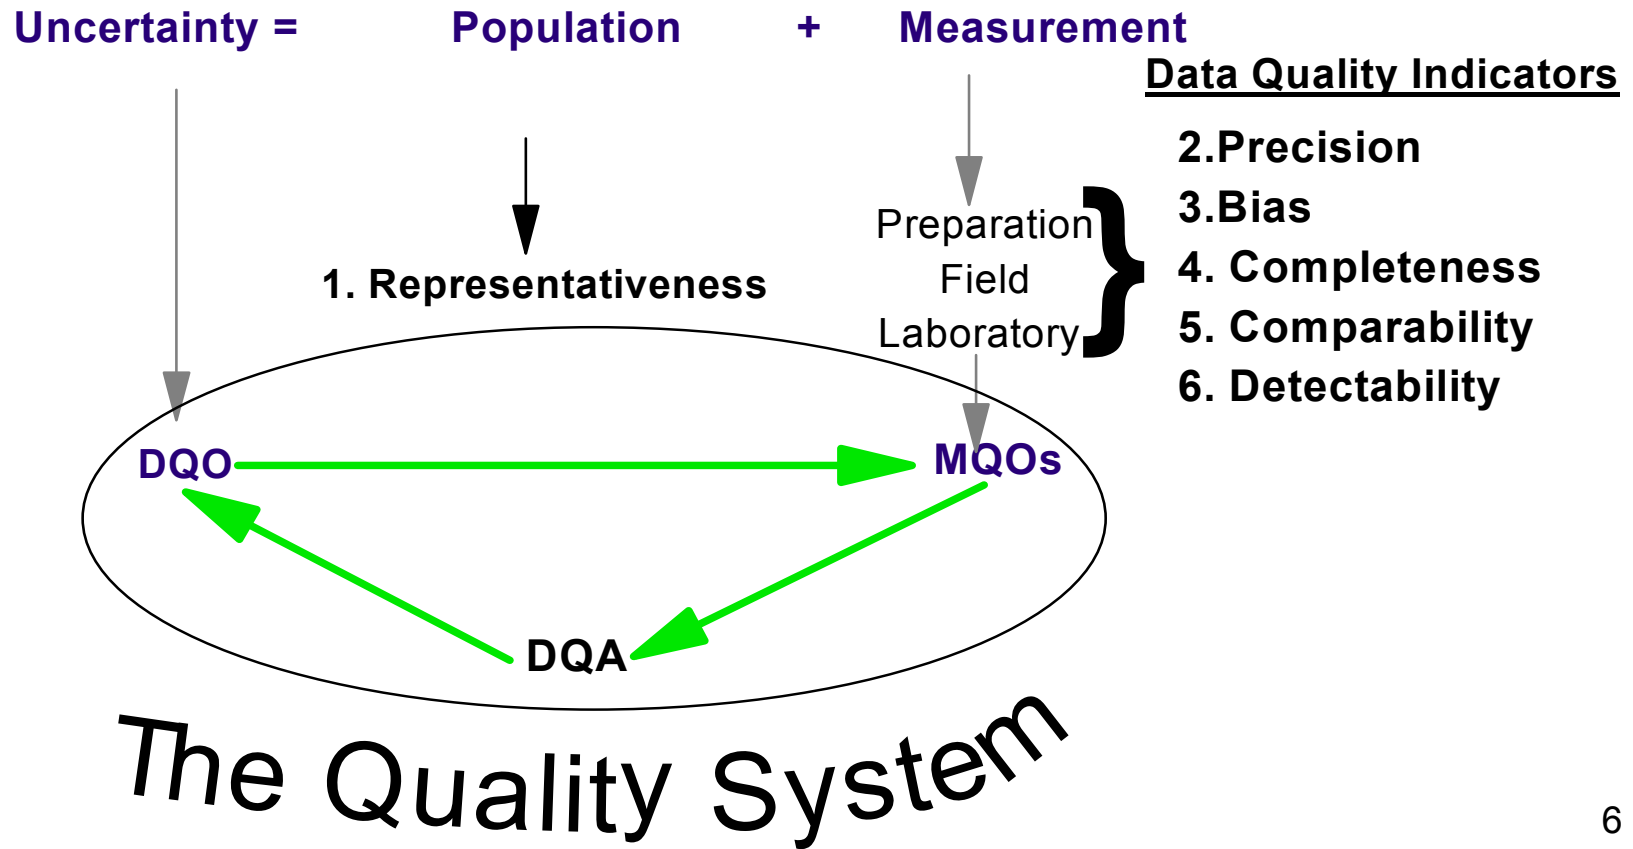 Uncertainty = Population + Measurement
Data Quality Indicators
2.Precision
3.Bias
4. Completeness
5. Comparability
6. Detectability
Preparation
Field
Laboratory
}
1. Representativeness
DQO
MQOs
DQA
The Quality System
6